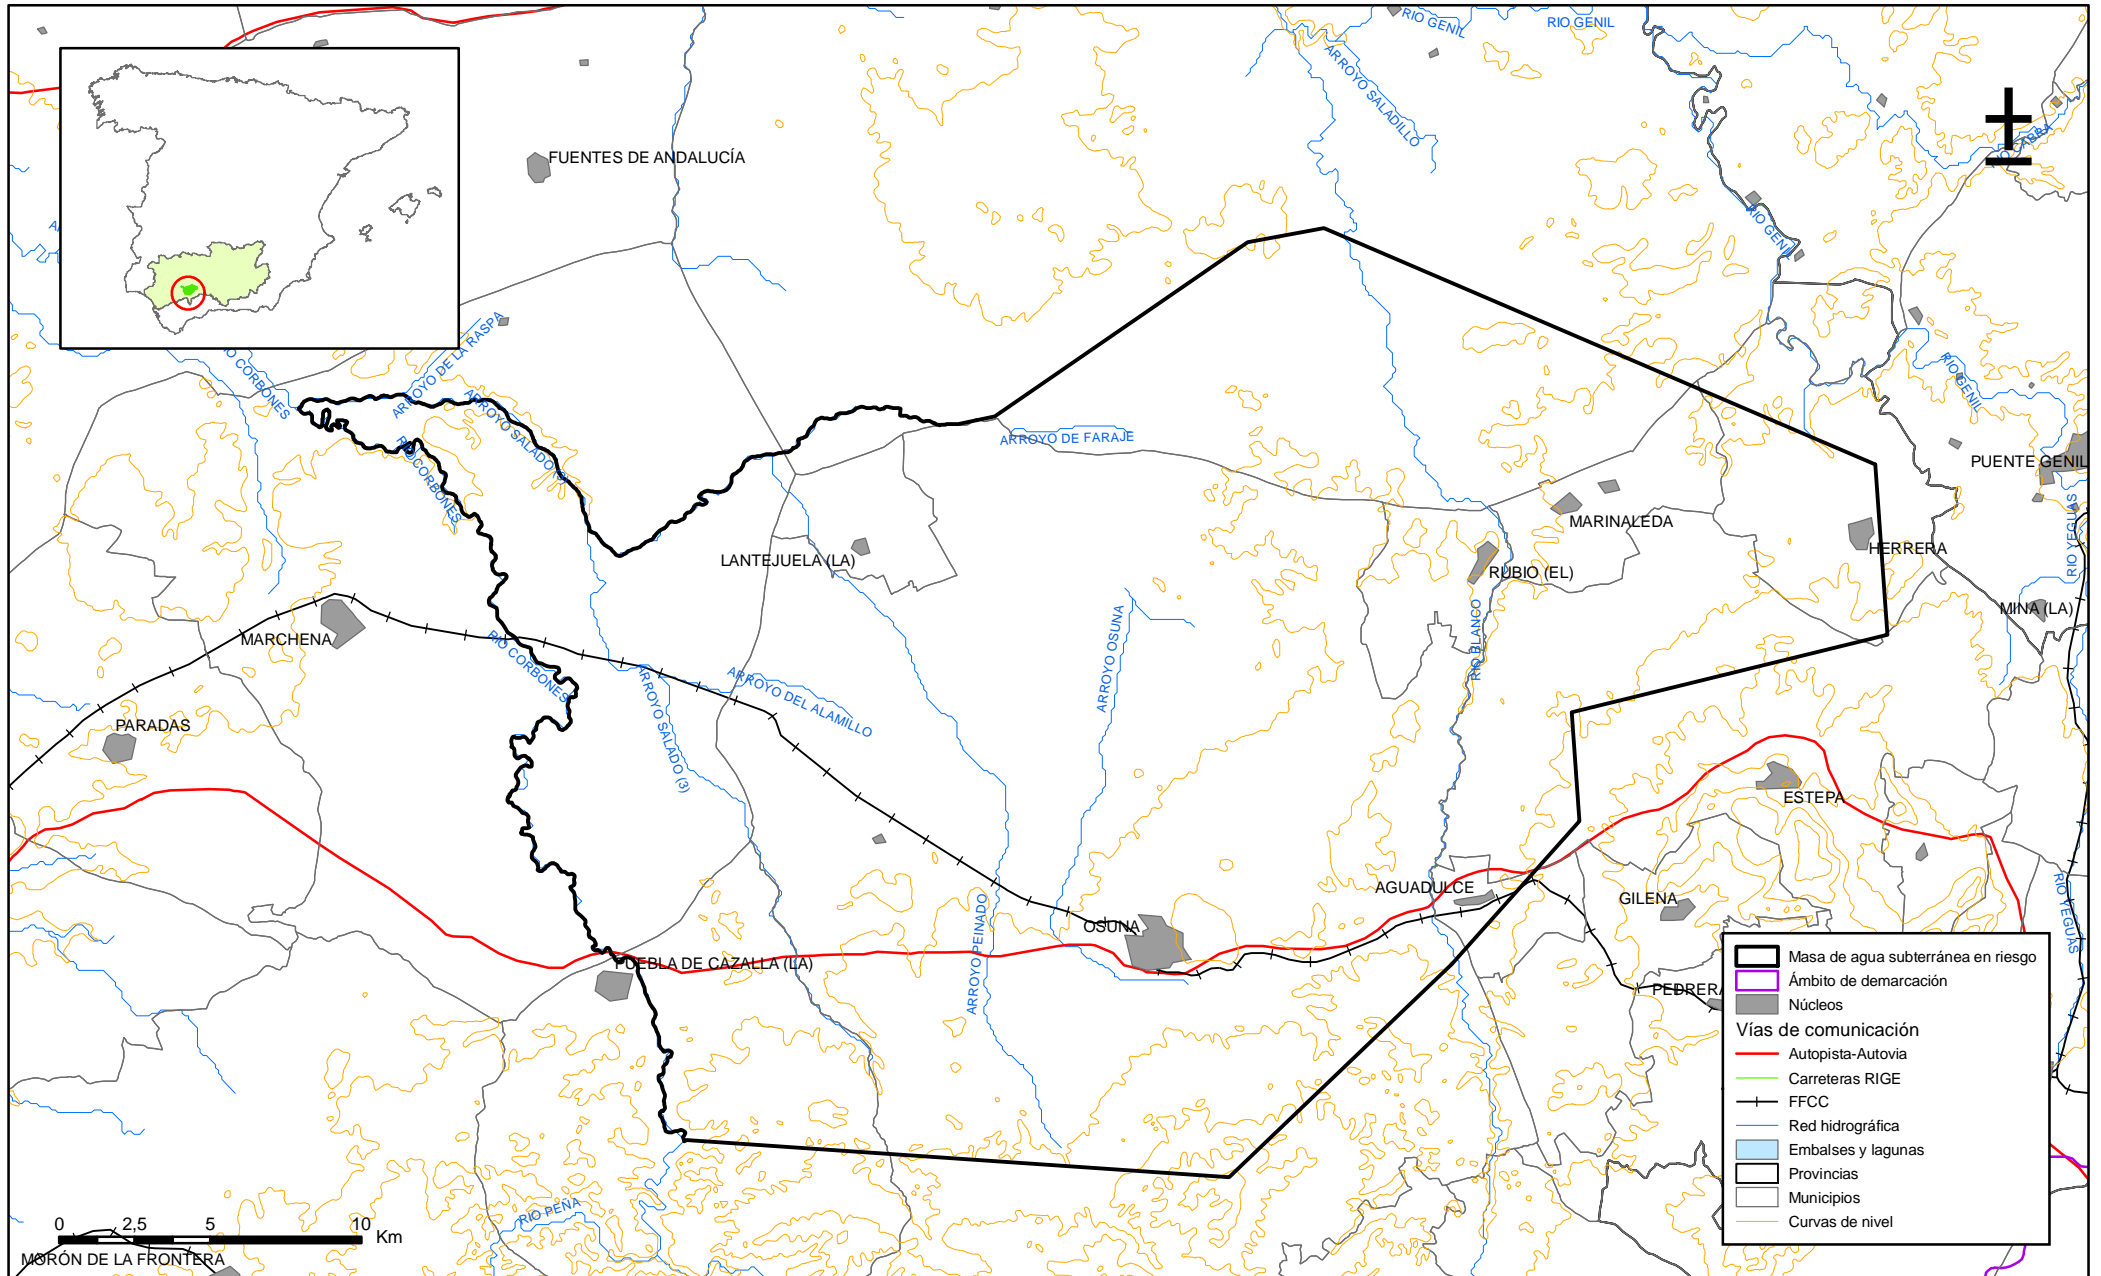 RIO GENIL
RIO GENIL
ARROYO SALADILLO
FUENTES DE ANDALUCÍA
RIO GENIL
ARROYO DE LA RASPA
RIO CORBONES
ARROYO SALADO (3)
RIO CORBONES
RIO GENIL
ARROYO DE FARAJE
PUENTE GENIL
MARINALEDA
RIO YEGUAS
HERRERA
LANTEJUELA (LA)
RUBIO (EL)
MINA (LA)
MARCHENA
RIO CORBONES
ARROYO OSUNA
RIO BLANCO
ARROYO SALADO (3)
ARROYO DEL ALAMILLO
PARADAS
ESTEPA
AGUADULCE
GILENA
RIO YEGUAS
OSUNA
ARROYO PEINADO
PUEBLA DE CAZALLA (LA)
PEDRERA
Masa de agua subterránea en riesgo
Ámbito de demarcación
Núcleos
Vías de comunicación
Autopista-Autovia
Carreteras RIGE
FFCC
Red hidrográfica
Embalses y lagunas
Provincias
Municipios
Curvas de nivel
RIO PEÑA
0 2,5 5 10
Km
MORÓN DE LA FRONTERA